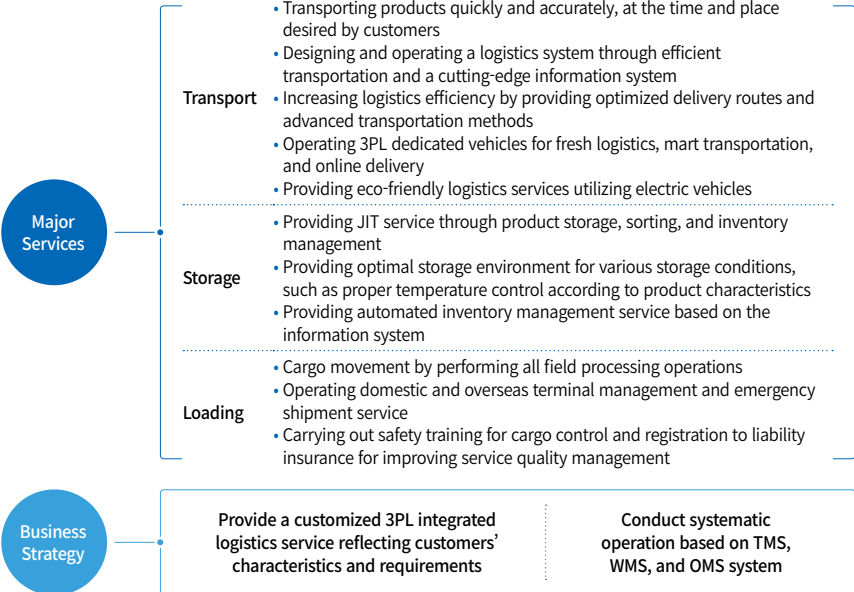 Major
Services
Transport
• Transporting products quickly and accurately, at the time and place
desired by customers
• Designing and operating a logistics system through efficient
transportation and a cutting-edge information system
• Increasing logistics efficiency by providing optimized delivery routes and
advanced transportation methods
• Operating 3PL dedicated vehicles for fresh logistics, mart transportation,
and online delivery
• Providing eco-friendly logistics services utilizing electric vehicles
Storage
• Providing JIT service through product storage, sorting, and inventory
management
• Providing optimal storage environment for various storage conditions,
such as proper temperature control according to product characteristics
• Providing automated inventory management service based on the
information system
Loading
• Cargo movement by performing all field processing operations
• Operating domestic and overseas terminal management and emergency
shipment service
• Carrying out safety training for cargo control and registration to liability
insurance for improving service quality management
Business
Strategy
Provide a customized 3PL integrated
logistics service reflecting customers’
characteristics and requirements
Conduct systematic
operation based on TMS,
WMS, and OMS system